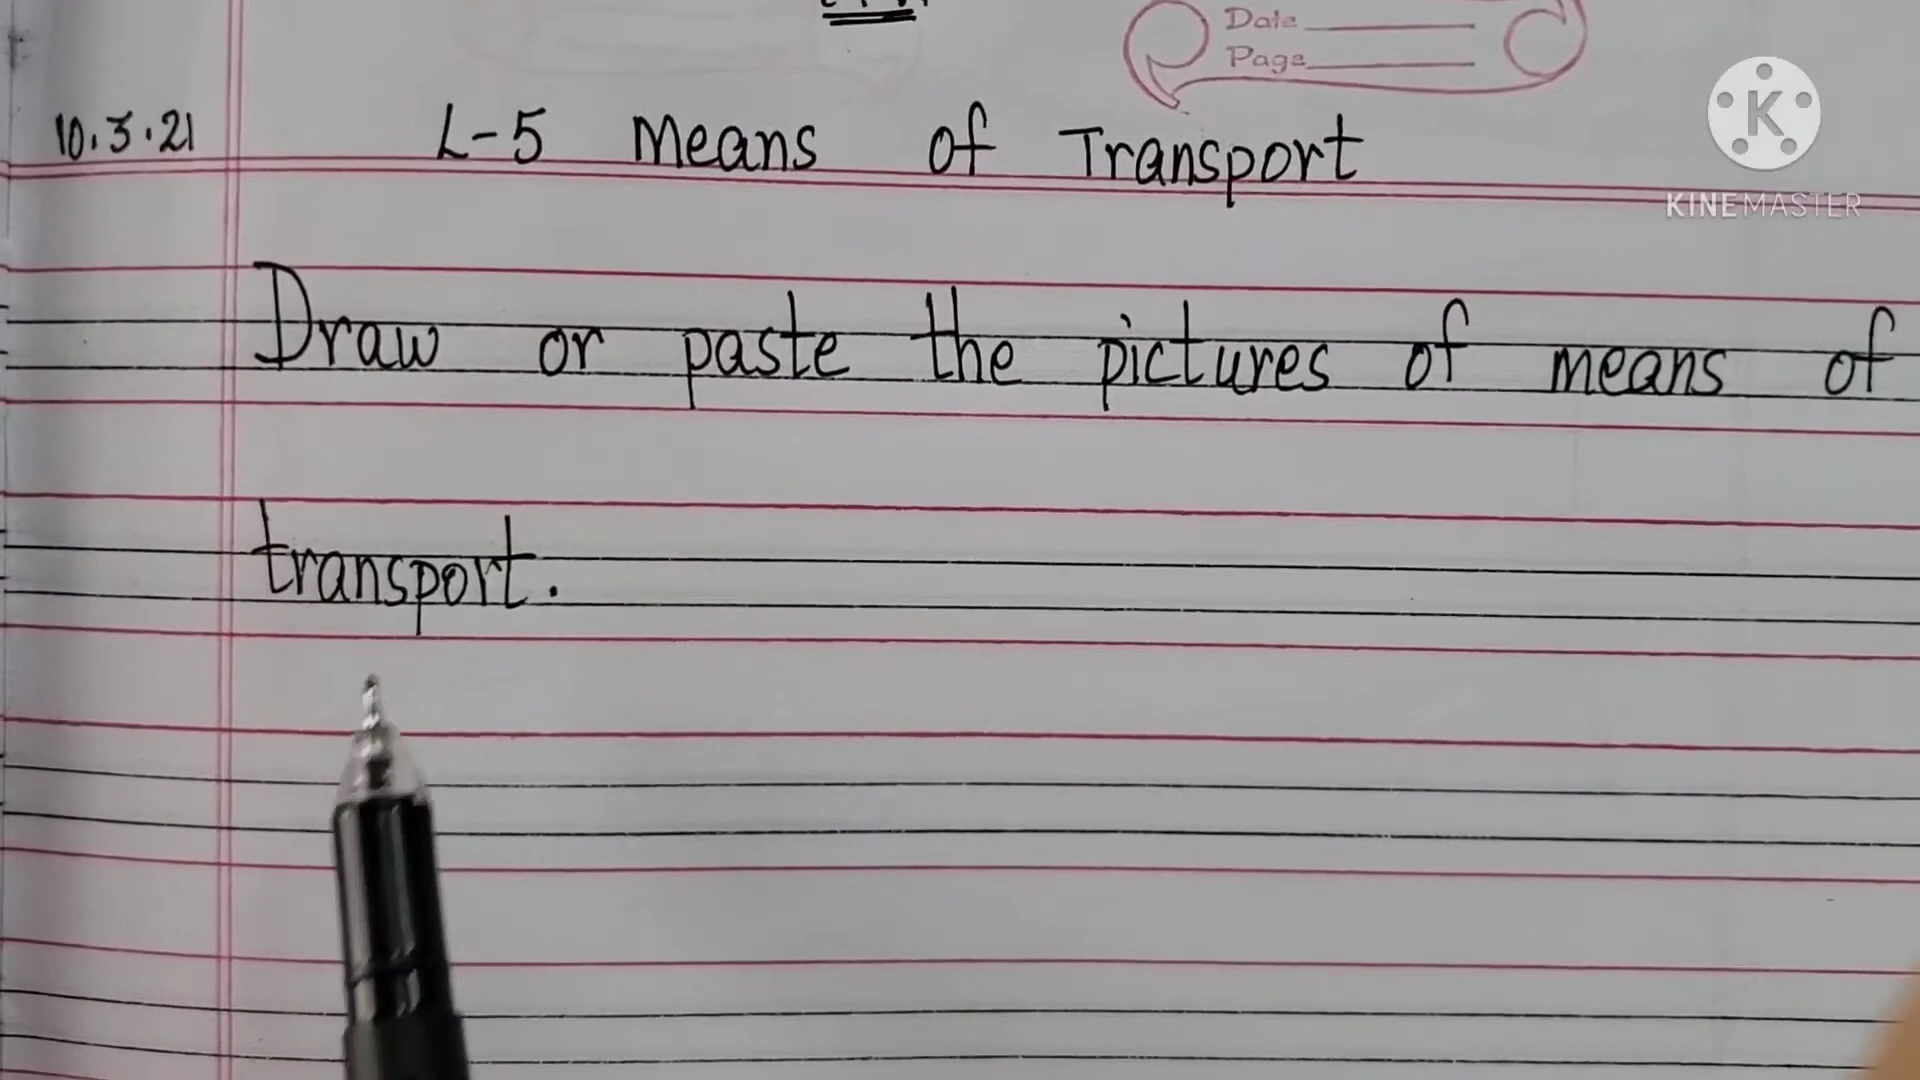 Date
Page
10.3.21 L-5 Means of Transport
K
KINEMASTER
Draw or paste the pictures of means of
transport.